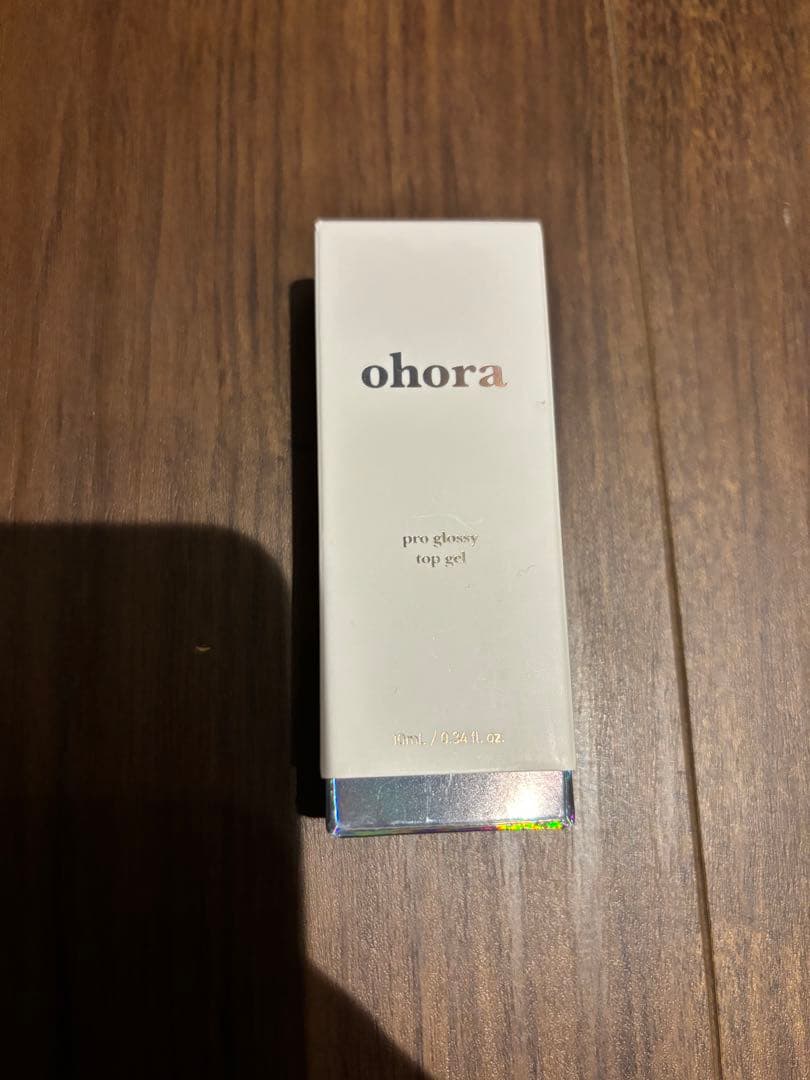 ohora
pro glossy
top gel
10mL / 0.34 fl. oz.